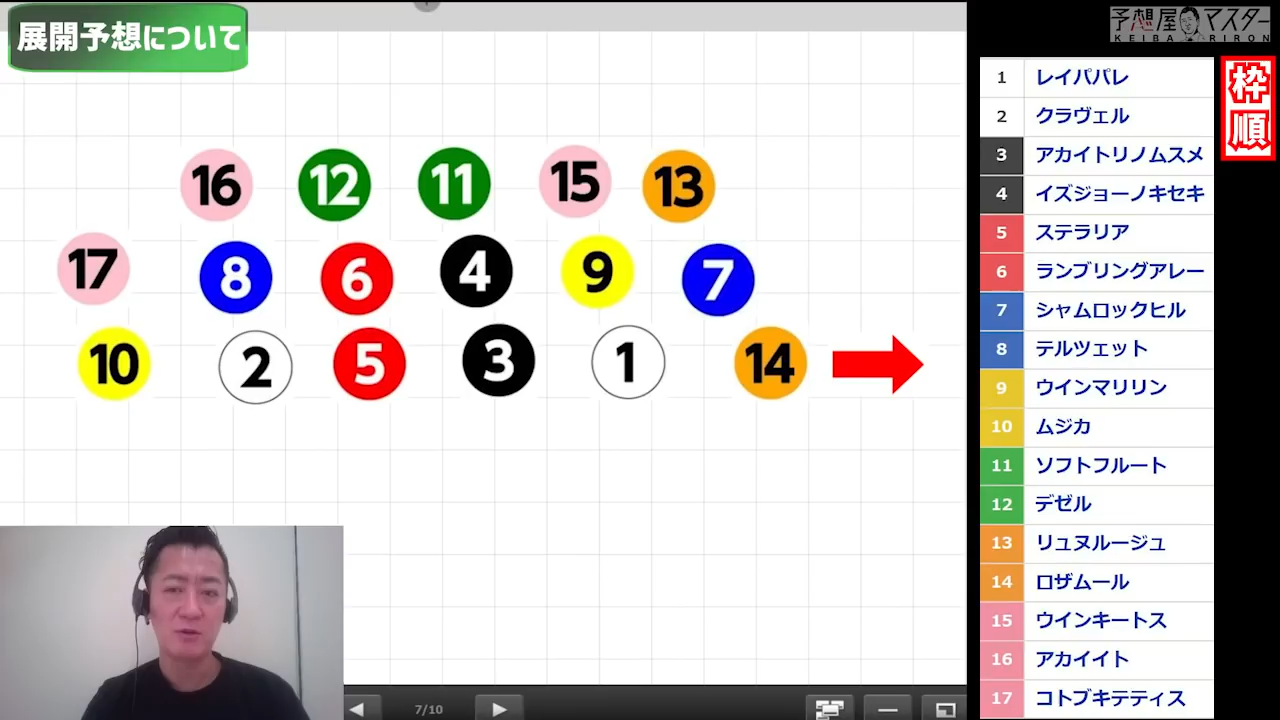 展開予想について
予想屋マスター
KEIBA RIRON
枠順
1 レイパパレ
2 クラヴェル
3 アカイトリノムスメ
4 イズジョーノキセキ
5 ステラリア
6 ランブリングアレー
7 シャムロックヒル
8 テルツェット
9 ウインマリリン
10 ムジカ
11 ソフトフルート
12 デゼル
13 リュヌルージュ
14 ロザムール
15 ウインキートス
16 アカイイト
17 コトブキテティス
16 12 11 15 13
17 8 6 4 9 7
10 2 5 3 1 14
7/10